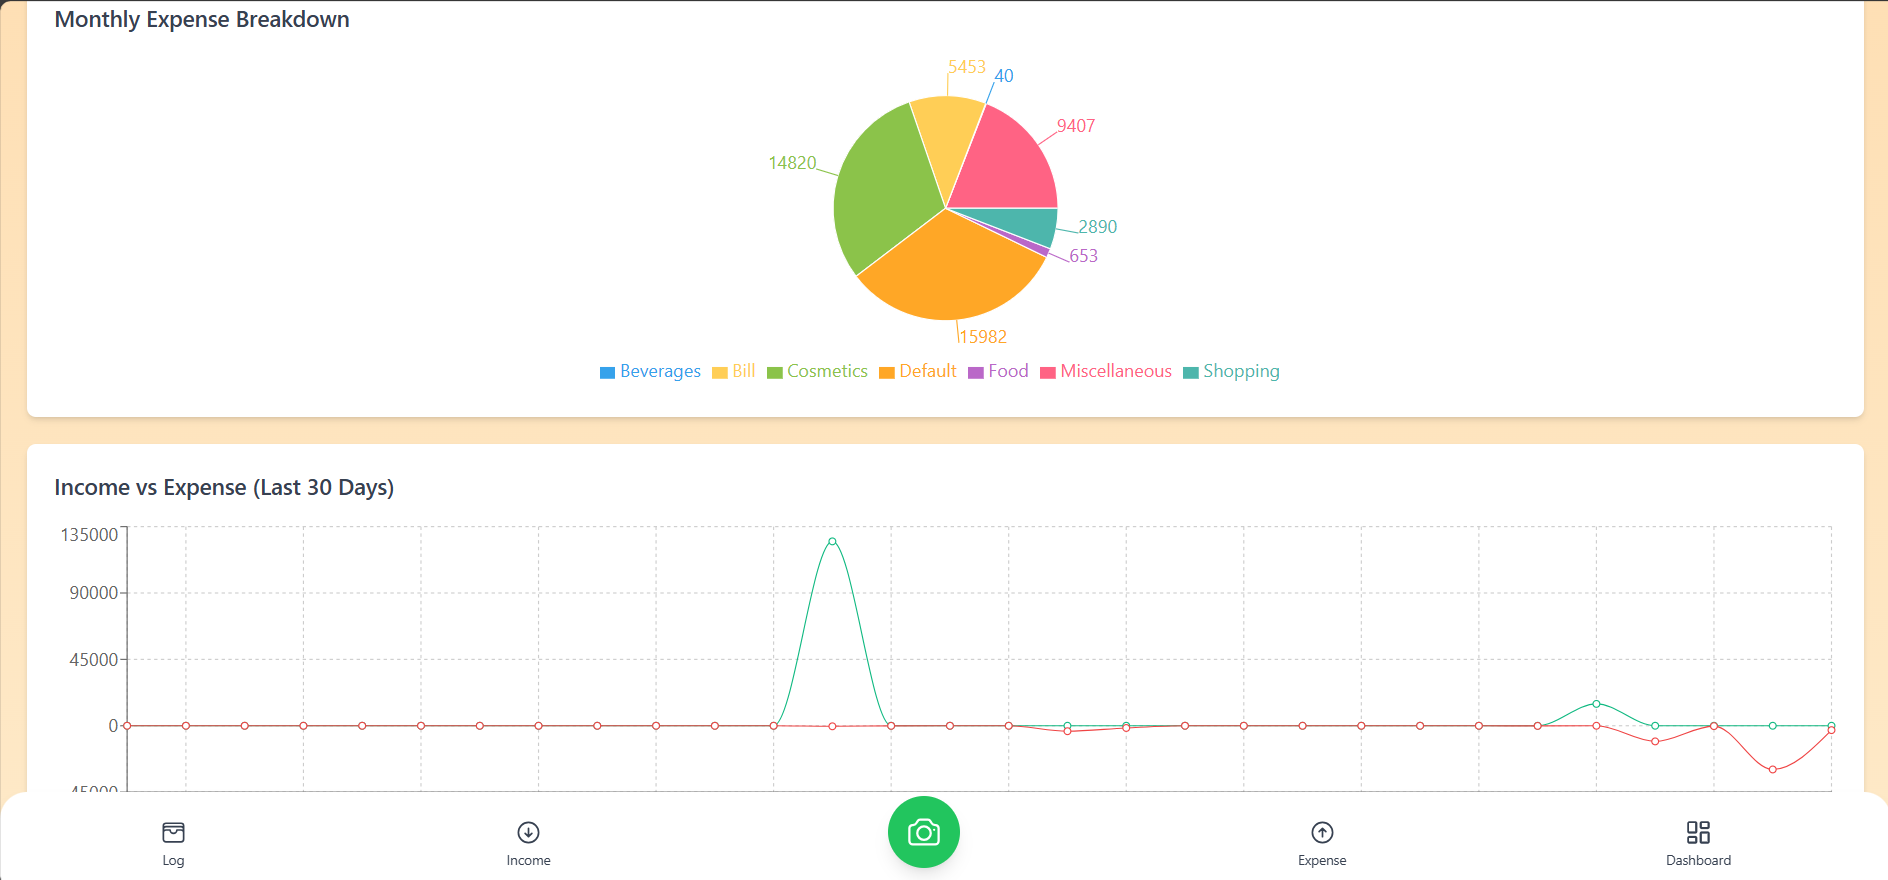 Monthly Expense Breakdown
5453
40
9407
14820
2890
653
15982
Beverages Bill Cosmetics Default Food Miscellaneous Shopping
Income vs Expense (Last 30 Days)
135000
90000
45000
0
Log Income Expense Dashboard